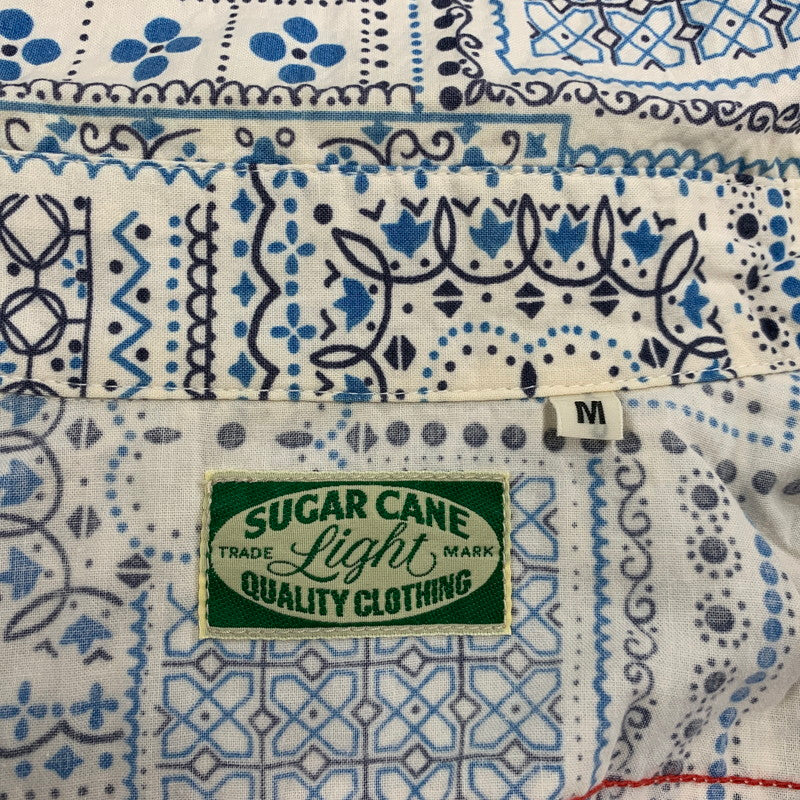 M
SUGAR CANE
TRADE Light MARK
QUALITY CLOTHING